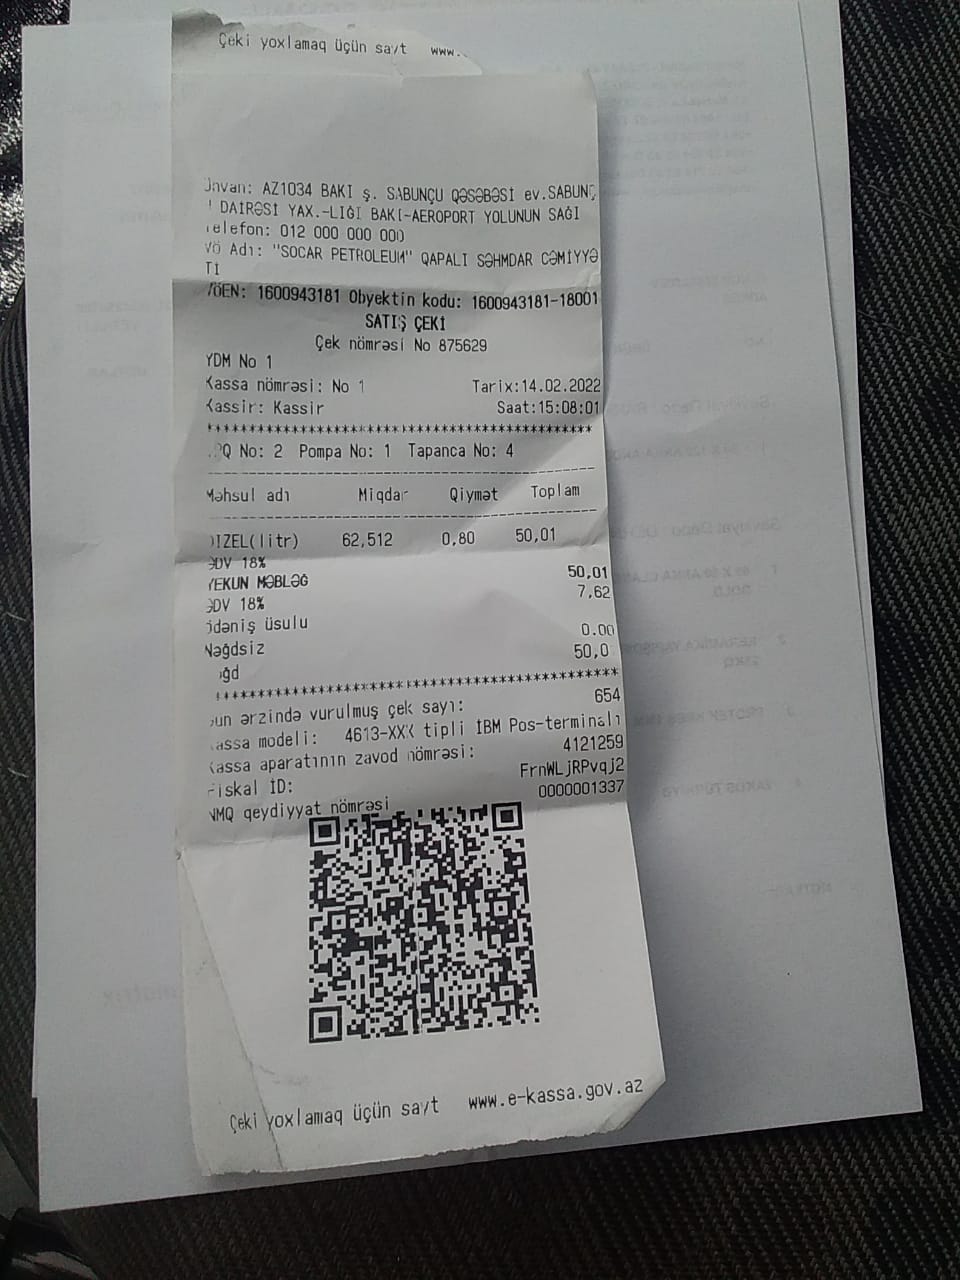 Çeki yoxlamaq üçün sayt www.
Ünvan: AZ1034 BAKI ş. SABUNÇU QƏSƏBƏSİ ev.SABUNÇ
' DAİRƏSİ YAX.-LIĞI BAKI-AEROPORT YOLUNUN SAĞI
Telefon: 012 000 000 000
VÖ Adı: "SOCAR PETROLEUM" QAPALI SƏHMDAR CƏMİYYƏ
Tİ
VÖEN: 1600943181 Obyektin kodu: 1600943181-18001
SATIŞ ÇEKİ
Çek nömrəsi No 875629
YDM No 1
Kassa nömrəsi: No 1 Tarix:14.02.2022
Kassir: Kassir Saat:15:08:01
YPQ No: 2 Pompa No: 1 Tapanca No: 4
Məhsul adı Miqdar Qiymət Toplam
DİZEL(litr) 62,512 0,80 50,01
ƏDV 18%
YEKUN MƏBLƏĞ 50,01
ƏDV 18% 7,62
Ödəniş üsulu
Nəğdsiz 0.00
ığd 50,0
Gün ərzində vurulmuş çek sayı: 654
Kassa modeli: 4613-XXX tipli İBM Pos-terminalı
Kassa aparatının zavod nömrəsi: 4121259
Fiskal İD: FrnWLjRPvqj2
NMQ qeydiyyat nömrəsi 0000001337
Çeki yoxlamaq üçün sayt www.e-kassa.gov.az